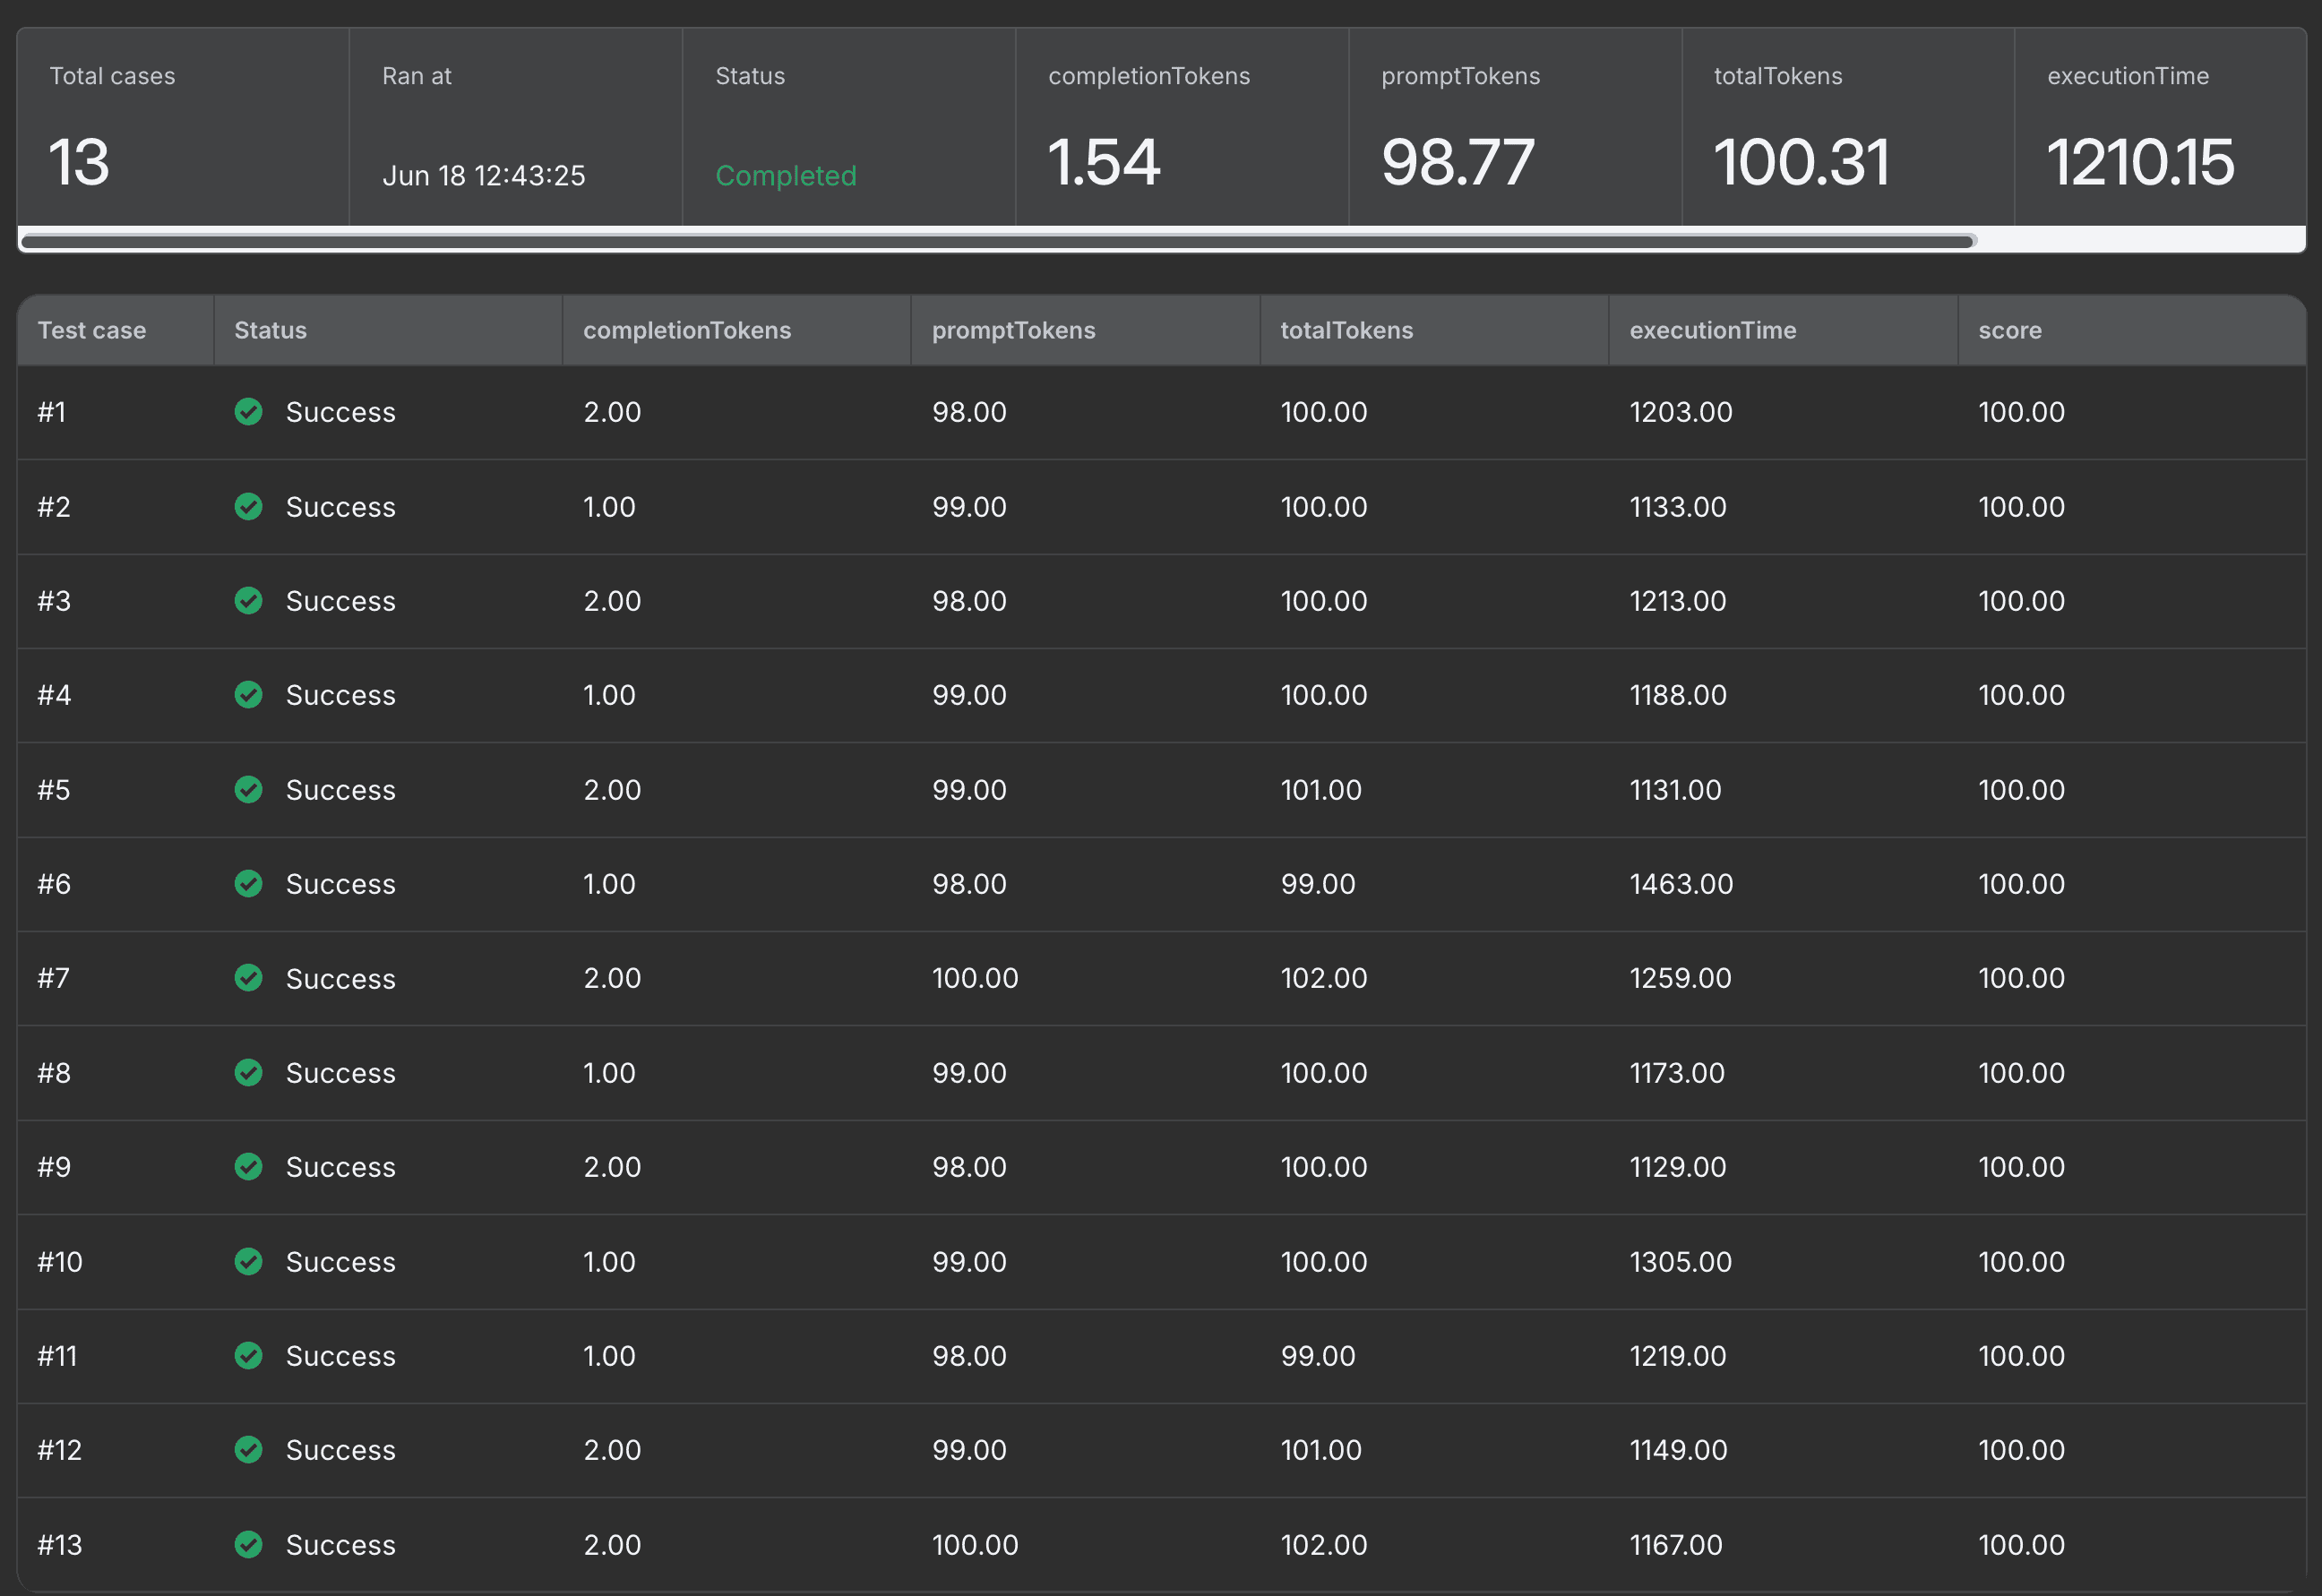 Total cases Ran at Status completionTokens promptTokens totalTokens executionTime
13 Jun 18 12:43:25 Completed 1.54 98.77 100.31 1210.15
Test case Status completionTokens promptTokens totalTokens executionTime score
#1 Success 2.00 98.00 100.00 1203.00 100.00
#2 Success 1.00 99.00 100.00 1133.00 100.00
#3 Success 2.00 98.00 100.00 1213.00 100.00
#4 Success 1.00 99.00 100.00 1188.00 100.00
#5 Success 2.00 99.00 101.00 1131.00 100.00
#6 Success 1.00 98.00 99.00 1463.00 100.00
#7 Success 2.00 100.00 102.00 1259.00 100.00
#8 Success 1.00 99.00 100.00 1173.00 100.00
#9 Success 2.00 98.00 100.00 1129.00 100.00
#10 Success 1.00 99.00 100.00 1305.00 100.00
#11 Success 1.00 98.00 99.00 1219.00 100.00
#12 Success 2.00 99.00 101.00 1149.00 100.00
#13 Success 2.00 100.00 102.00 1167.00 100.00